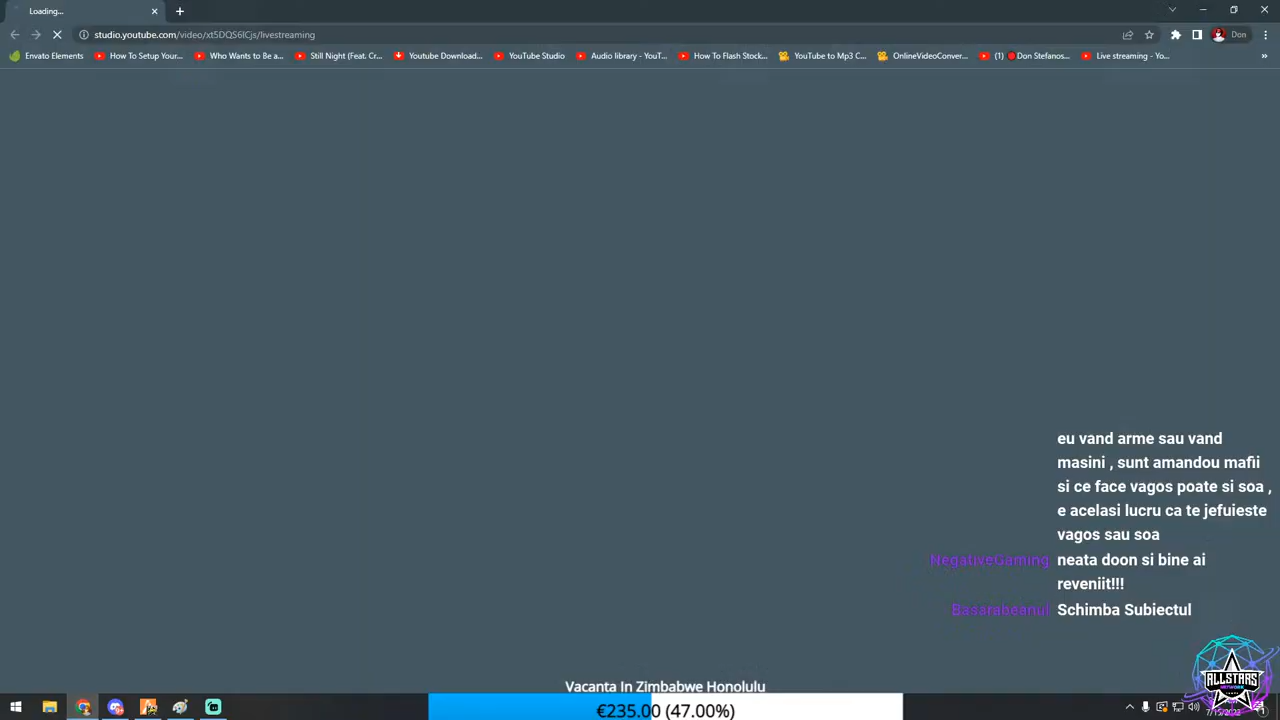 Loading...
studio.youtube.com/video/xt5DQS6ICjs/livestreaming
Don
Envato Elements
How To Setup Your...
Who Wants to Be a...
Still Night (Feat. Cr...
Youtube Download...
YouTube Studio
Audio library - YouT...
How To Flash Stock...
YouTube to Mp3 C...
OnlineVideoConver...
(1) 🔴Don Stefanos...
Live streaming - Yo...
»
eu vand arme sau vand
masini , sunt amandou mafii
si ce face vagos poate si soa ,
e acelasi lucru ca te jefuieste
vagos sau soa
NegativeGaming neata doon si bine ai
reveniit!!!
Basarabeanul Schimba Subiectul
Vacanta In Zimbabwe Honolulu
€235.00 (47.00%)
ALLSTARS
NETWORK